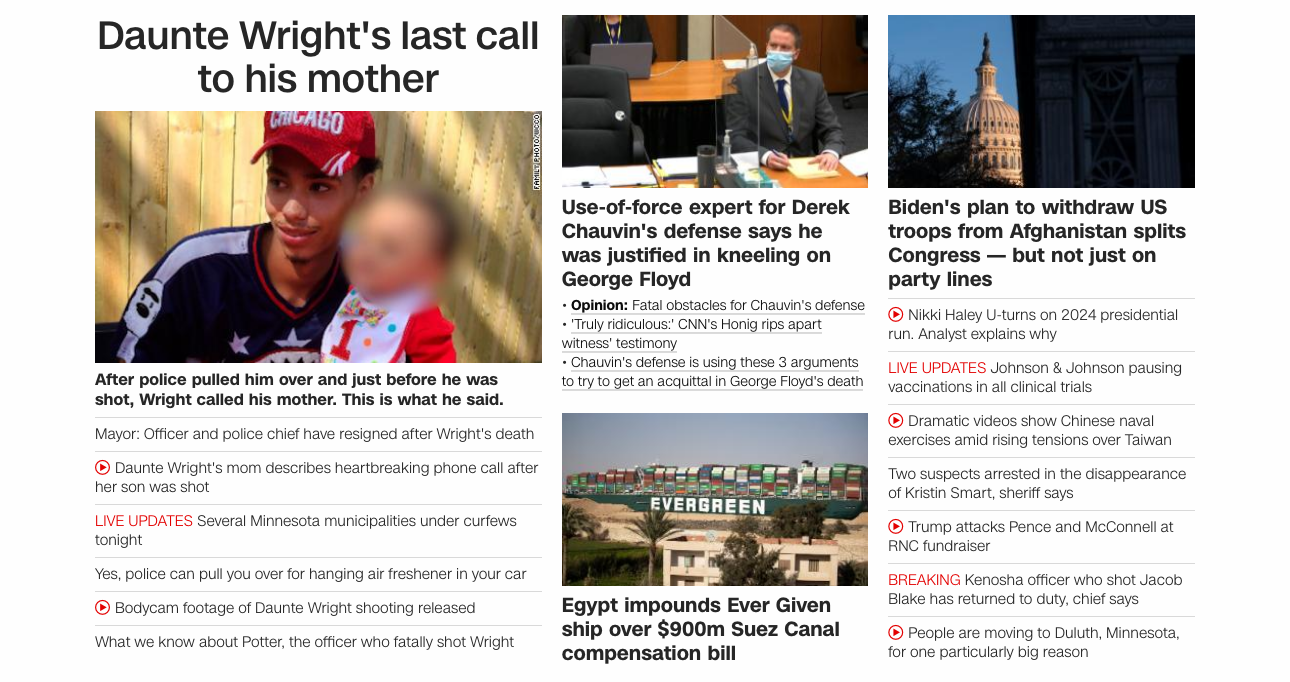 Daunte Wright's last call
to his mother
CHICAGO
FAMILY PHOTO/WCCO
1
After police pulled him over and just before he was
shot, Wright called his mother. This is what he said.
Mayor: Officer and police chief have resigned after Wright's death
Daunte Wright's mom describes heartbreaking phone call after
her son was shot
LIVE UPDATES Several Minnesota municipalities under curfews
tonight
Yes, police can pull you over for hanging air freshener in your car
Bodycam footage of Daunte Wright shooting released
What we know about Potter, the officer who fatally shot Wright
Use-of-force expert for Derek
Chauvin's defense says he
was justified in kneeling on
George Floyd
• Opinion: Fatal obstacles for Chauvin's defense
• 'Truly ridiculous:' CNN's Honig rips apart
witness' testimony
• Chauvin's defense is using these 3 arguments
to try to get an acquittal in George Floyd's death
EVERGREEN
Egypt impounds Ever Given
ship over $900m Suez Canal
compensation bill
Biden's plan to withdraw US
troops from Afghanistan splits
Congress — but not just on
party lines
Nikki Haley U-turns on 2024 presidential
run. Analyst explains why
LIVE UPDATES Johnson & Johnson pausing
vaccinations in all clinical trials
Dramatic videos show Chinese naval
exercises amid rising tensions over Taiwan
Two suspects arrested in the disappearance
of Kristin Smart, sheriff says
Trump attacks Pence and McConnell at
RNC fundraiser
BREAKING Kenosha officer who shot Jacob
Blake has returned to duty, chief says
People are moving to Duluth, Minnesota,
for one particularly big reason